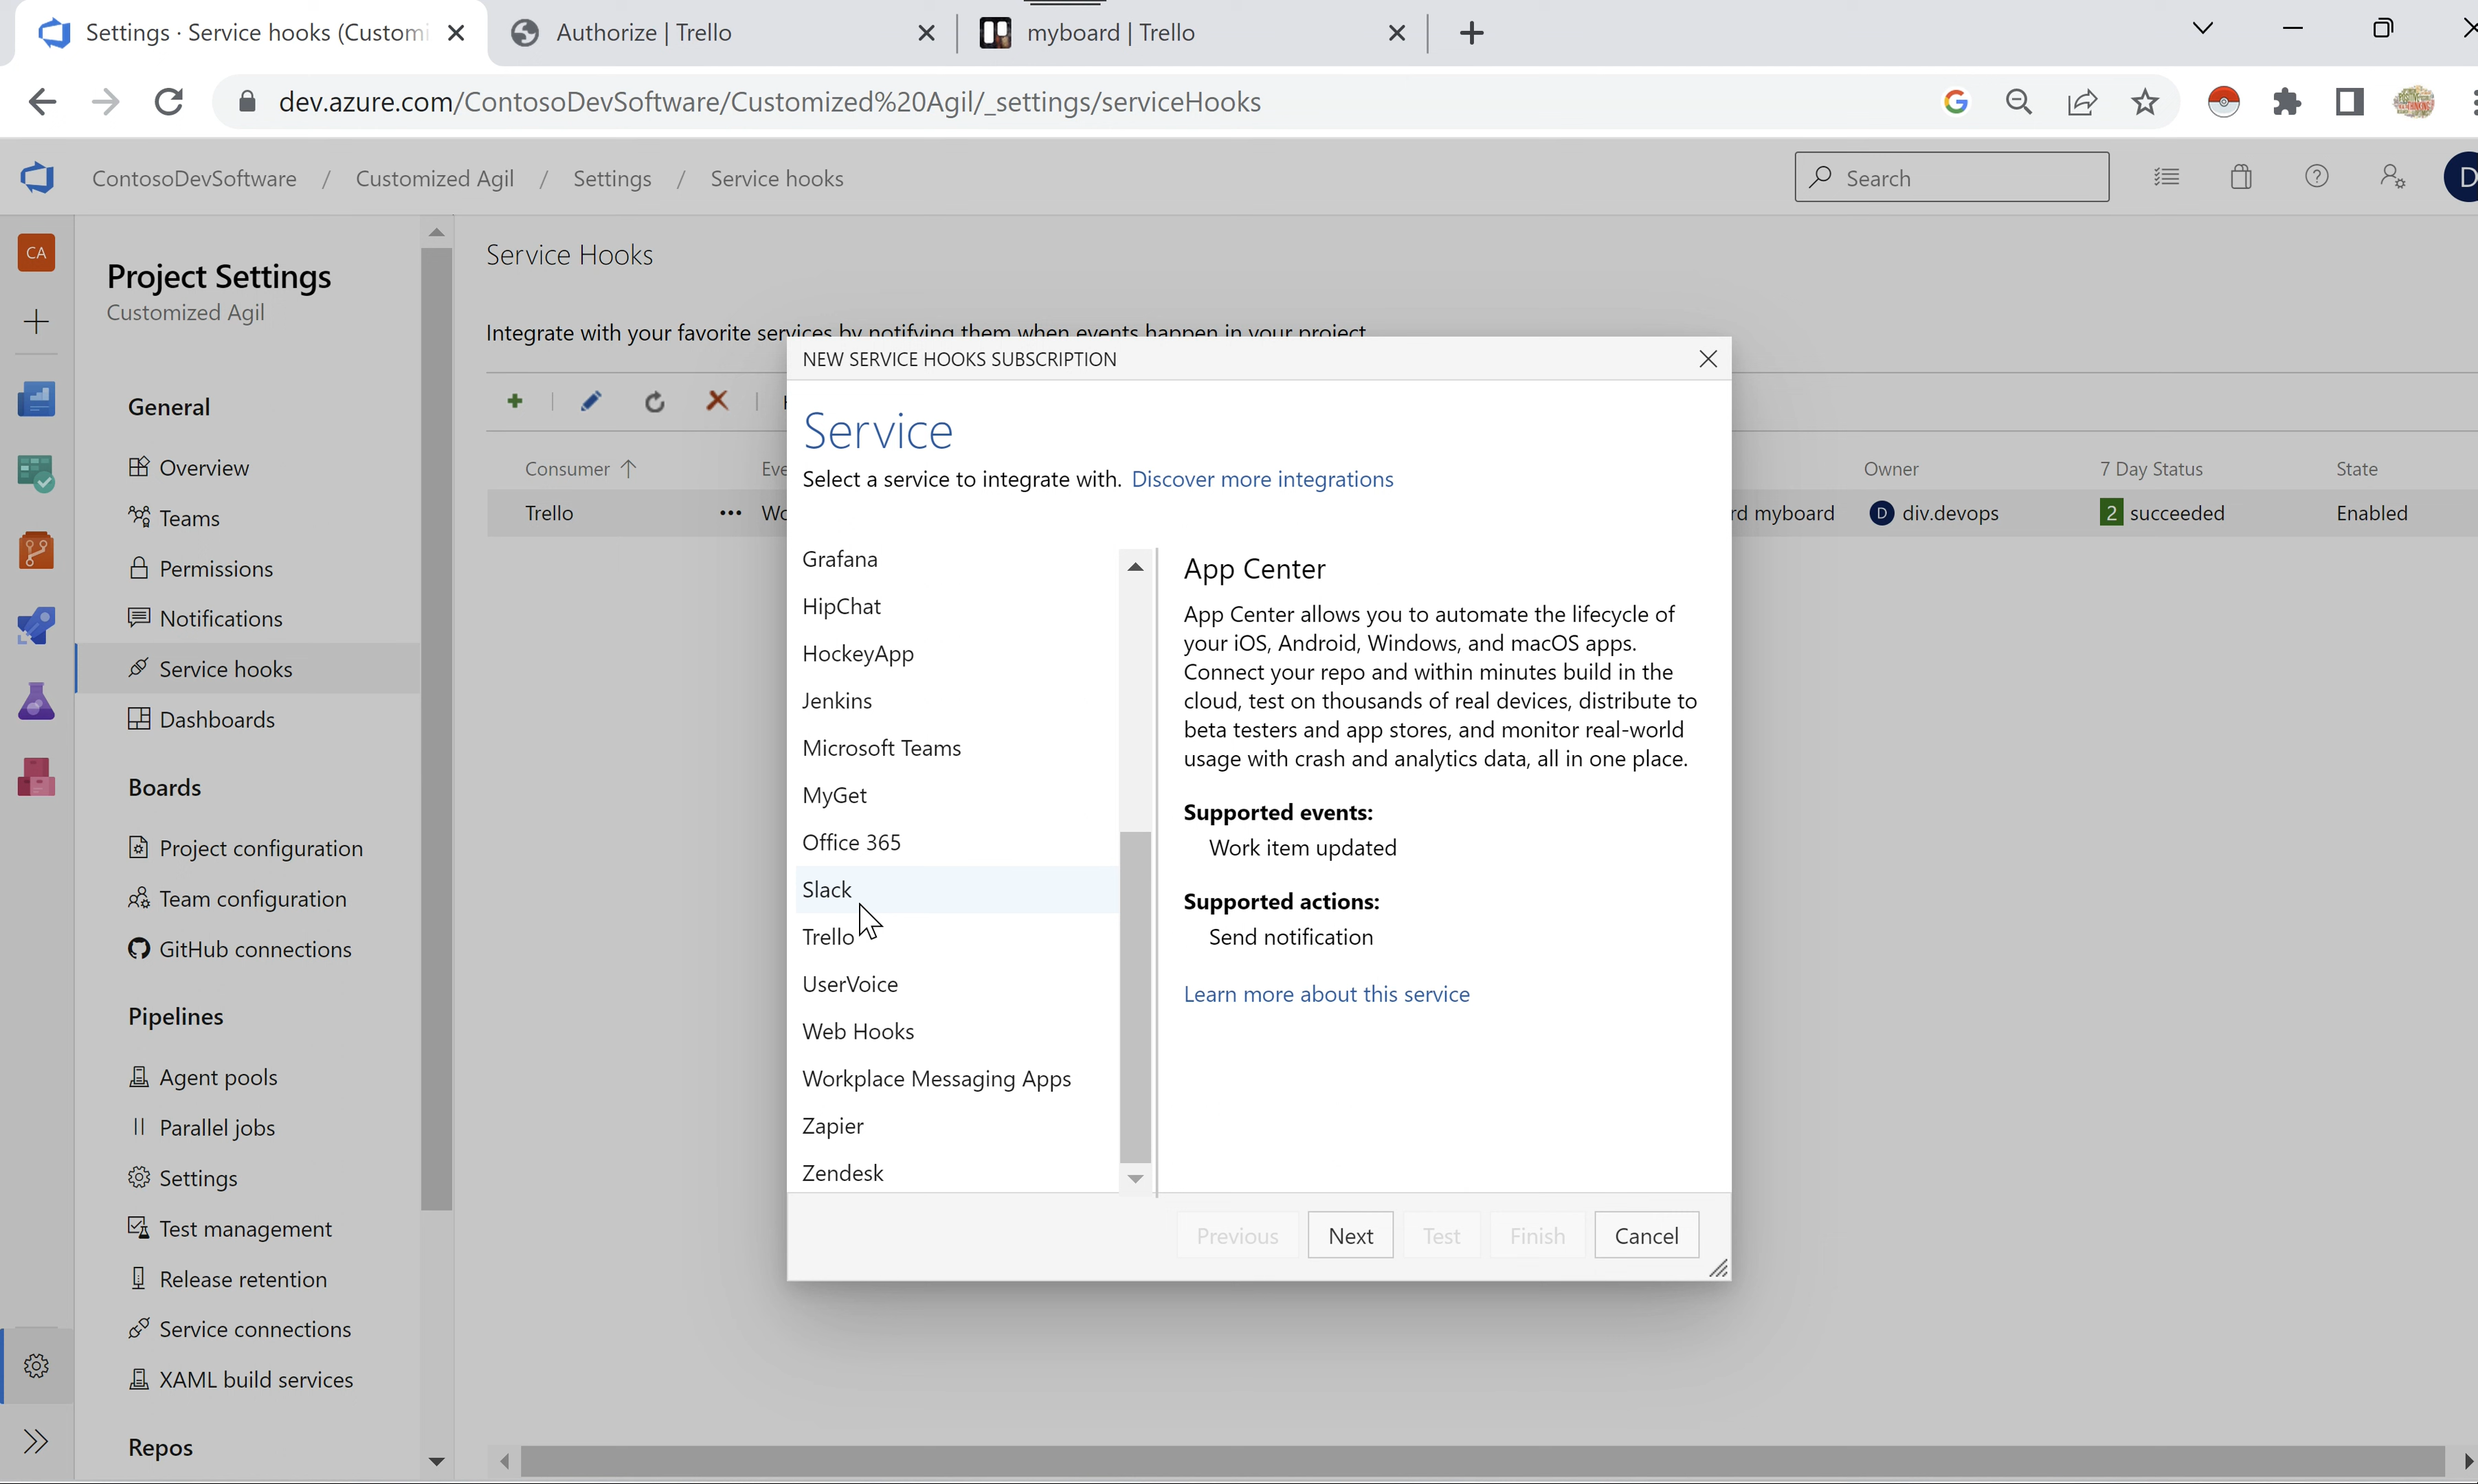 Settings · Service hooks (Customi
Authorize | Trello
myboard | Trello
dev.azure.com/ContosoDevSoftware/Customized%20Agil/_settings/serviceHooks
ContosoDevSoftware / Customized Agil / Settings / Service hooks
Search
D
CA
Project Settings
Customized Agil
General
Overview
Teams
Permissions
Notifications
Service hooks
Dashboards
Boards
Project configuration
Team configuration
GitHub connections
Pipelines
Agent pools
Parallel jobs
Settings
Test management
Release retention
Service connections
XAML build services
Repos
Service Hooks
Integrate with your favorite services by notifying them when events happen in your project
Consumer
Eve
Owner
7 Day Status
State
Trello
Wo
rd myboard
D div.devops
2 succeeded
Enabled
NEW SERVICE HOOKS SUBSCRIPTION
Service
Select a service to integrate with. Discover more integrations
Grafana
HipChat
HockeyApp
Jenkins
Microsoft Teams
MyGet
Office 365
Slack
Trello
UserVoice
Web Hooks
Workplace Messaging Apps
Zapier
Zendesk
App Center
App Center allows you to automate the lifecycle of
your iOS, Android, Windows, and macOS apps.
Connect your repo and within minutes build in the
cloud, test on thousands of real devices, distribute to
beta testers and app stores, and monitor real-world
usage with crash and analytics data, all in one place.
Supported events:
Work item updated
Supported actions:
Send notification
Learn more about this service
Previous
Next
Test
Finish
Cancel